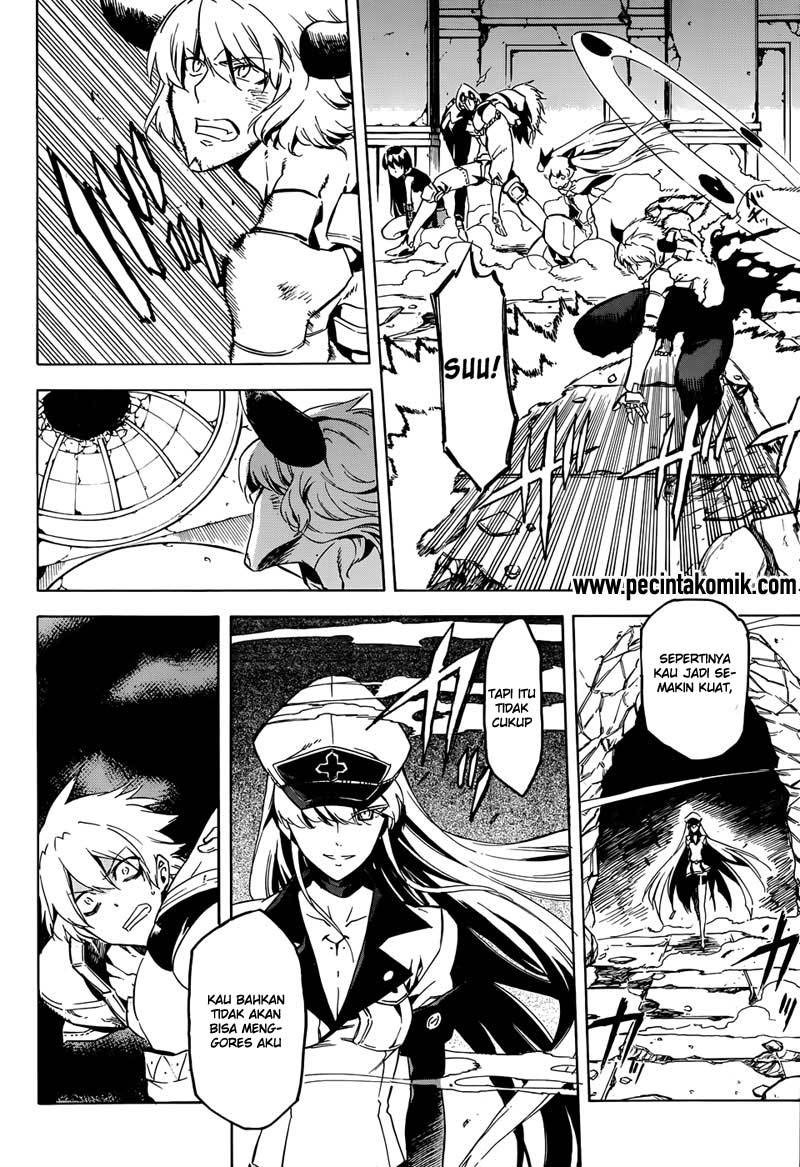 SUU!
www.pecintakomik.com
SEPERTINYA
KAU JADI SE-
MAKIN KUAT,
TAPI ITU
TIDAK
CUKUP
KAU BAHKAN
TIDAK AKAN
BISA MENG-
GORES AKU